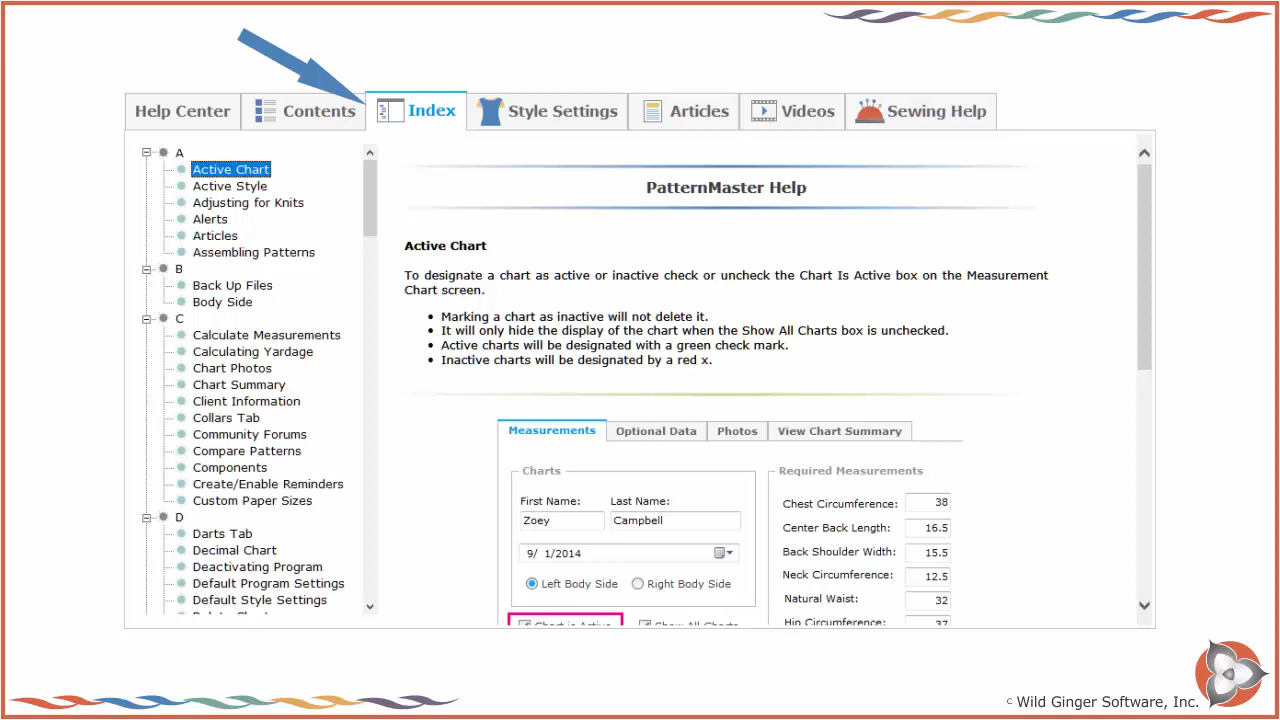 Help Center
Contents
Index
Style Settings
Articles
Videos
Sewing Help
A
Active Chart
Active Style
Adjusting for Knits
Alerts
Articles
Assembling Patterns
B
Back Up Files
Body Side
C
Calculate Measurements
Calculating Yardage
Chart Photos
Chart Summary
Client Information
Collars Tab
Community Forums
Compare Patterns
Components
Create/Enable Reminders
Custom Paper Sizes
D
Darts Tab
Decimal Chart
Deactivating Program
Default Program Settings
Default Style Settings
PatternMaster Help
Active Chart
To designate a chart as active or inactive check or uncheck the Chart Is Active box on the Measurement
Chart screen.
• Marking a chart as inactive will not delete it.
• It will only hide the display of the chart when the Show All Charts box is unchecked.
• Active charts will be designated with a green check mark.
• Inactive charts will be designated by a red x.
Measurements
Optional Data
Photos
View Chart Summary
Charts
First Name: Last Name:
Zoey Campbell
9/ 1/2014
Left Body Side Right Body Side
Chart is Active Show All Charts
Required Measurements
Chest Circumference: 38
Center Back Length: 16.5
Back Shoulder Width: 15.5
Neck Circumference: 12.5
Natural Waist: 32
Hip Circumference: 37
c Wild Ginger Software, Inc.